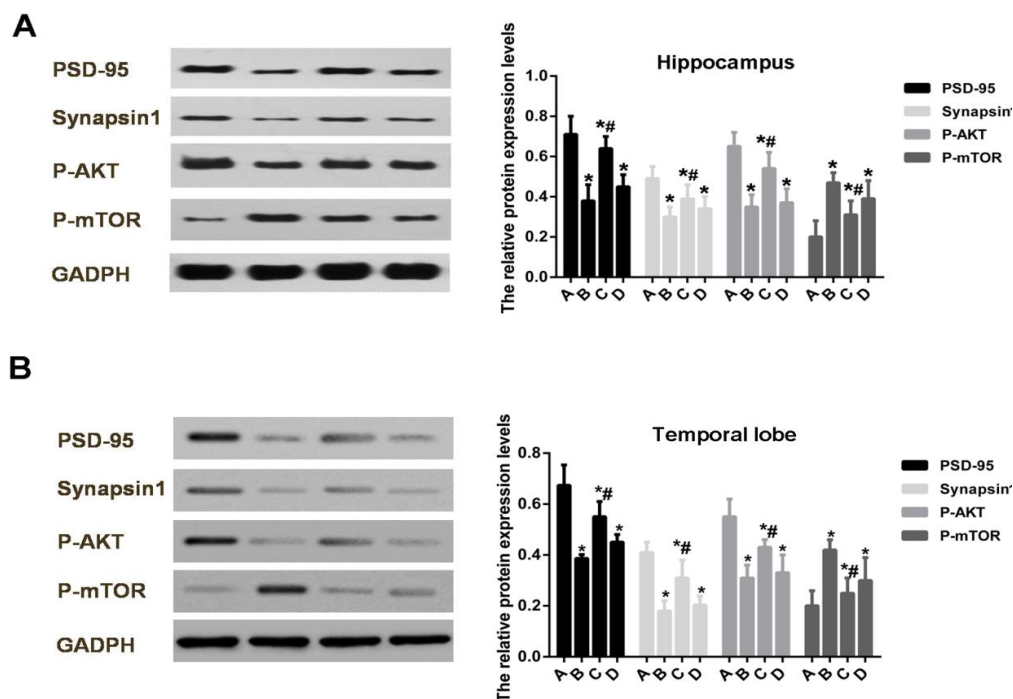 A
PSD-95
Synapsin1
P-AKT
P-mTOR
GADPH
The relative protein expression levels
Hippocampus
1.0
0.8
0.6
0.4
0.2
0.0
*#
*
*
*
*#
*
*
*#
*
*
*#
*
A B C D A B C D A B C D A B C D
PSD-95
Synapsin1
P-AKT
P-mTOR
B
PSD-95
Synapsin1
P-AKT
P-mTOR
GADPH
The relative protein expression levels
Temporal lobe
0.8
0.6
0.4
0.2
0.0
*#
*
*
*
*#
*
*
*#
*
*
*#
*
A B C D A B C D A B C D A B C D
PSD-95
Synapsin1
P-AKT
P-mTOR